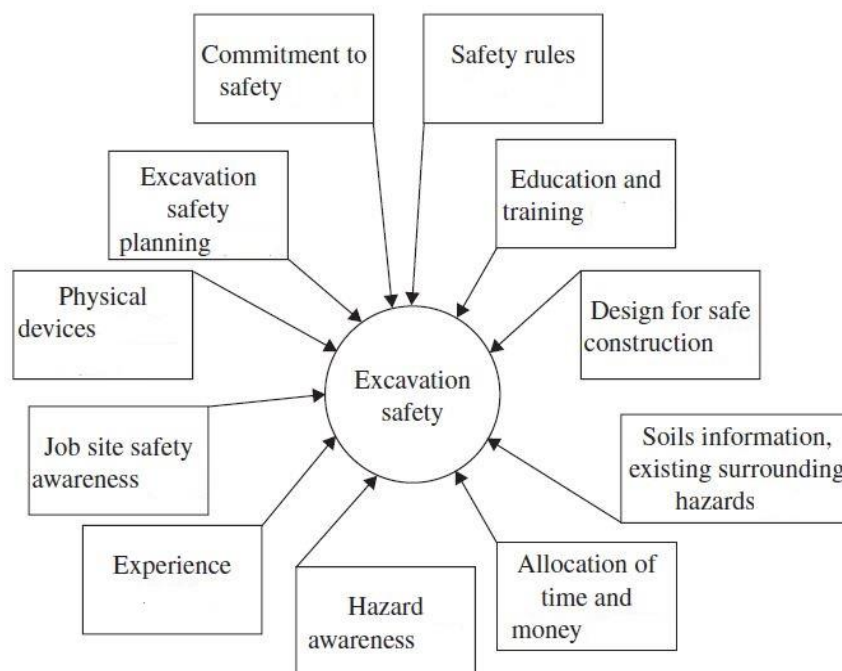 Commitment to
safety
Safety rules
Excavation
safety
planning
Education and
training
Physical
devices
Design for safe
construction
Excavation
safety
Job site safety
awareness
Soils information,
existing surrounding
hazards
Experience
Hazard
awareness
Allocation of
time and
money